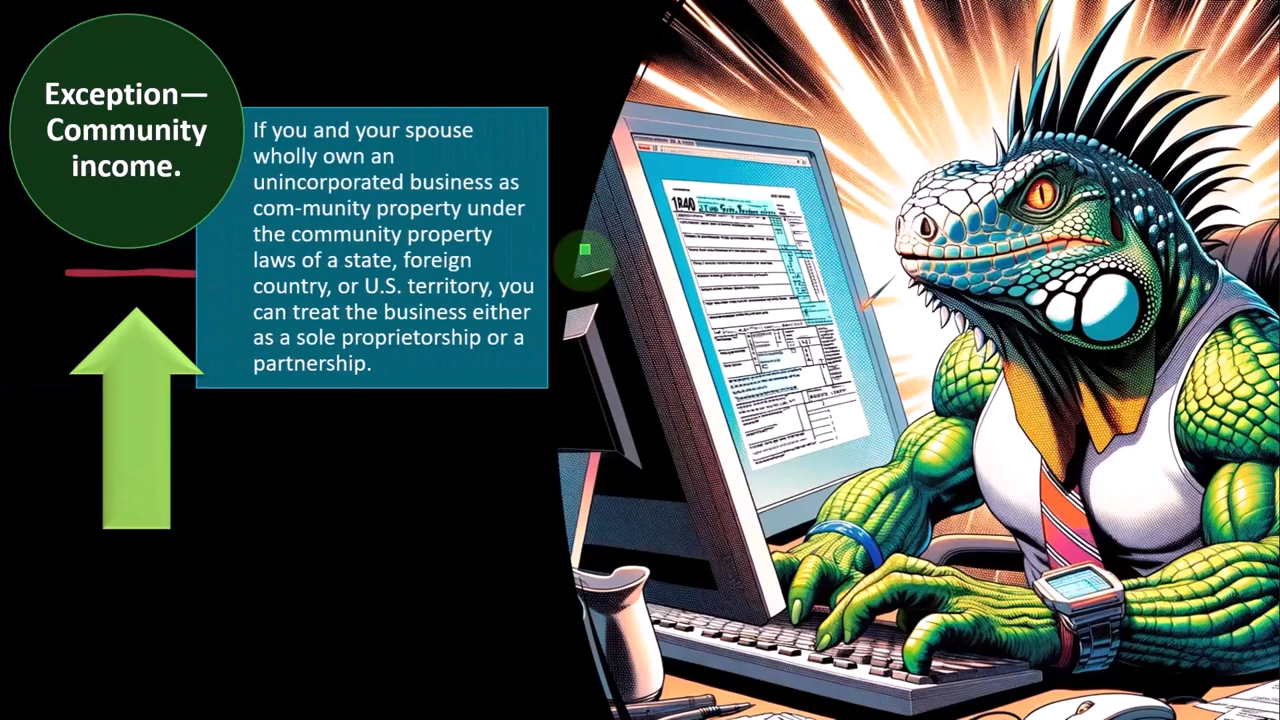 Exception—
Community
income.
If you and your spouse
wholly own an
unincorporated business as
com-munity property under
the community property
laws of a state, foreign
country, or U.S. territory, you
can treat the business either
as a sole proprietorship or a
partnership.
1840